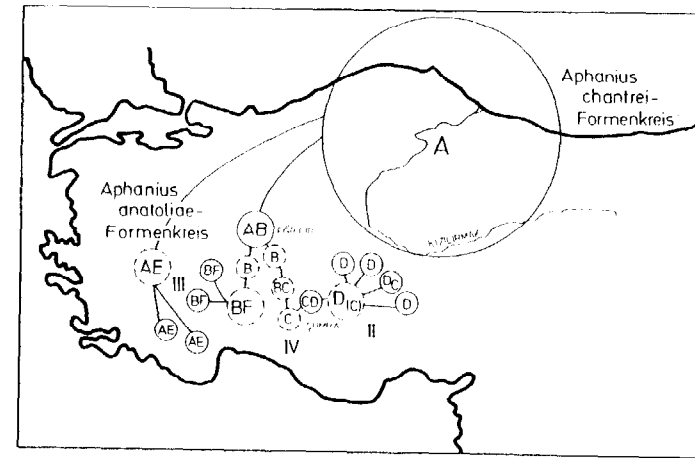 Aphanius
chantrei-
Formenkreis
A
KIZILIRMAK
Aphanius
anatoliae-
Formenkreis
AB
AE
III
B
B
BF
BF
BF
BC
C
CD
D(C)
D
D
DC
D
AE
AE
IV
II